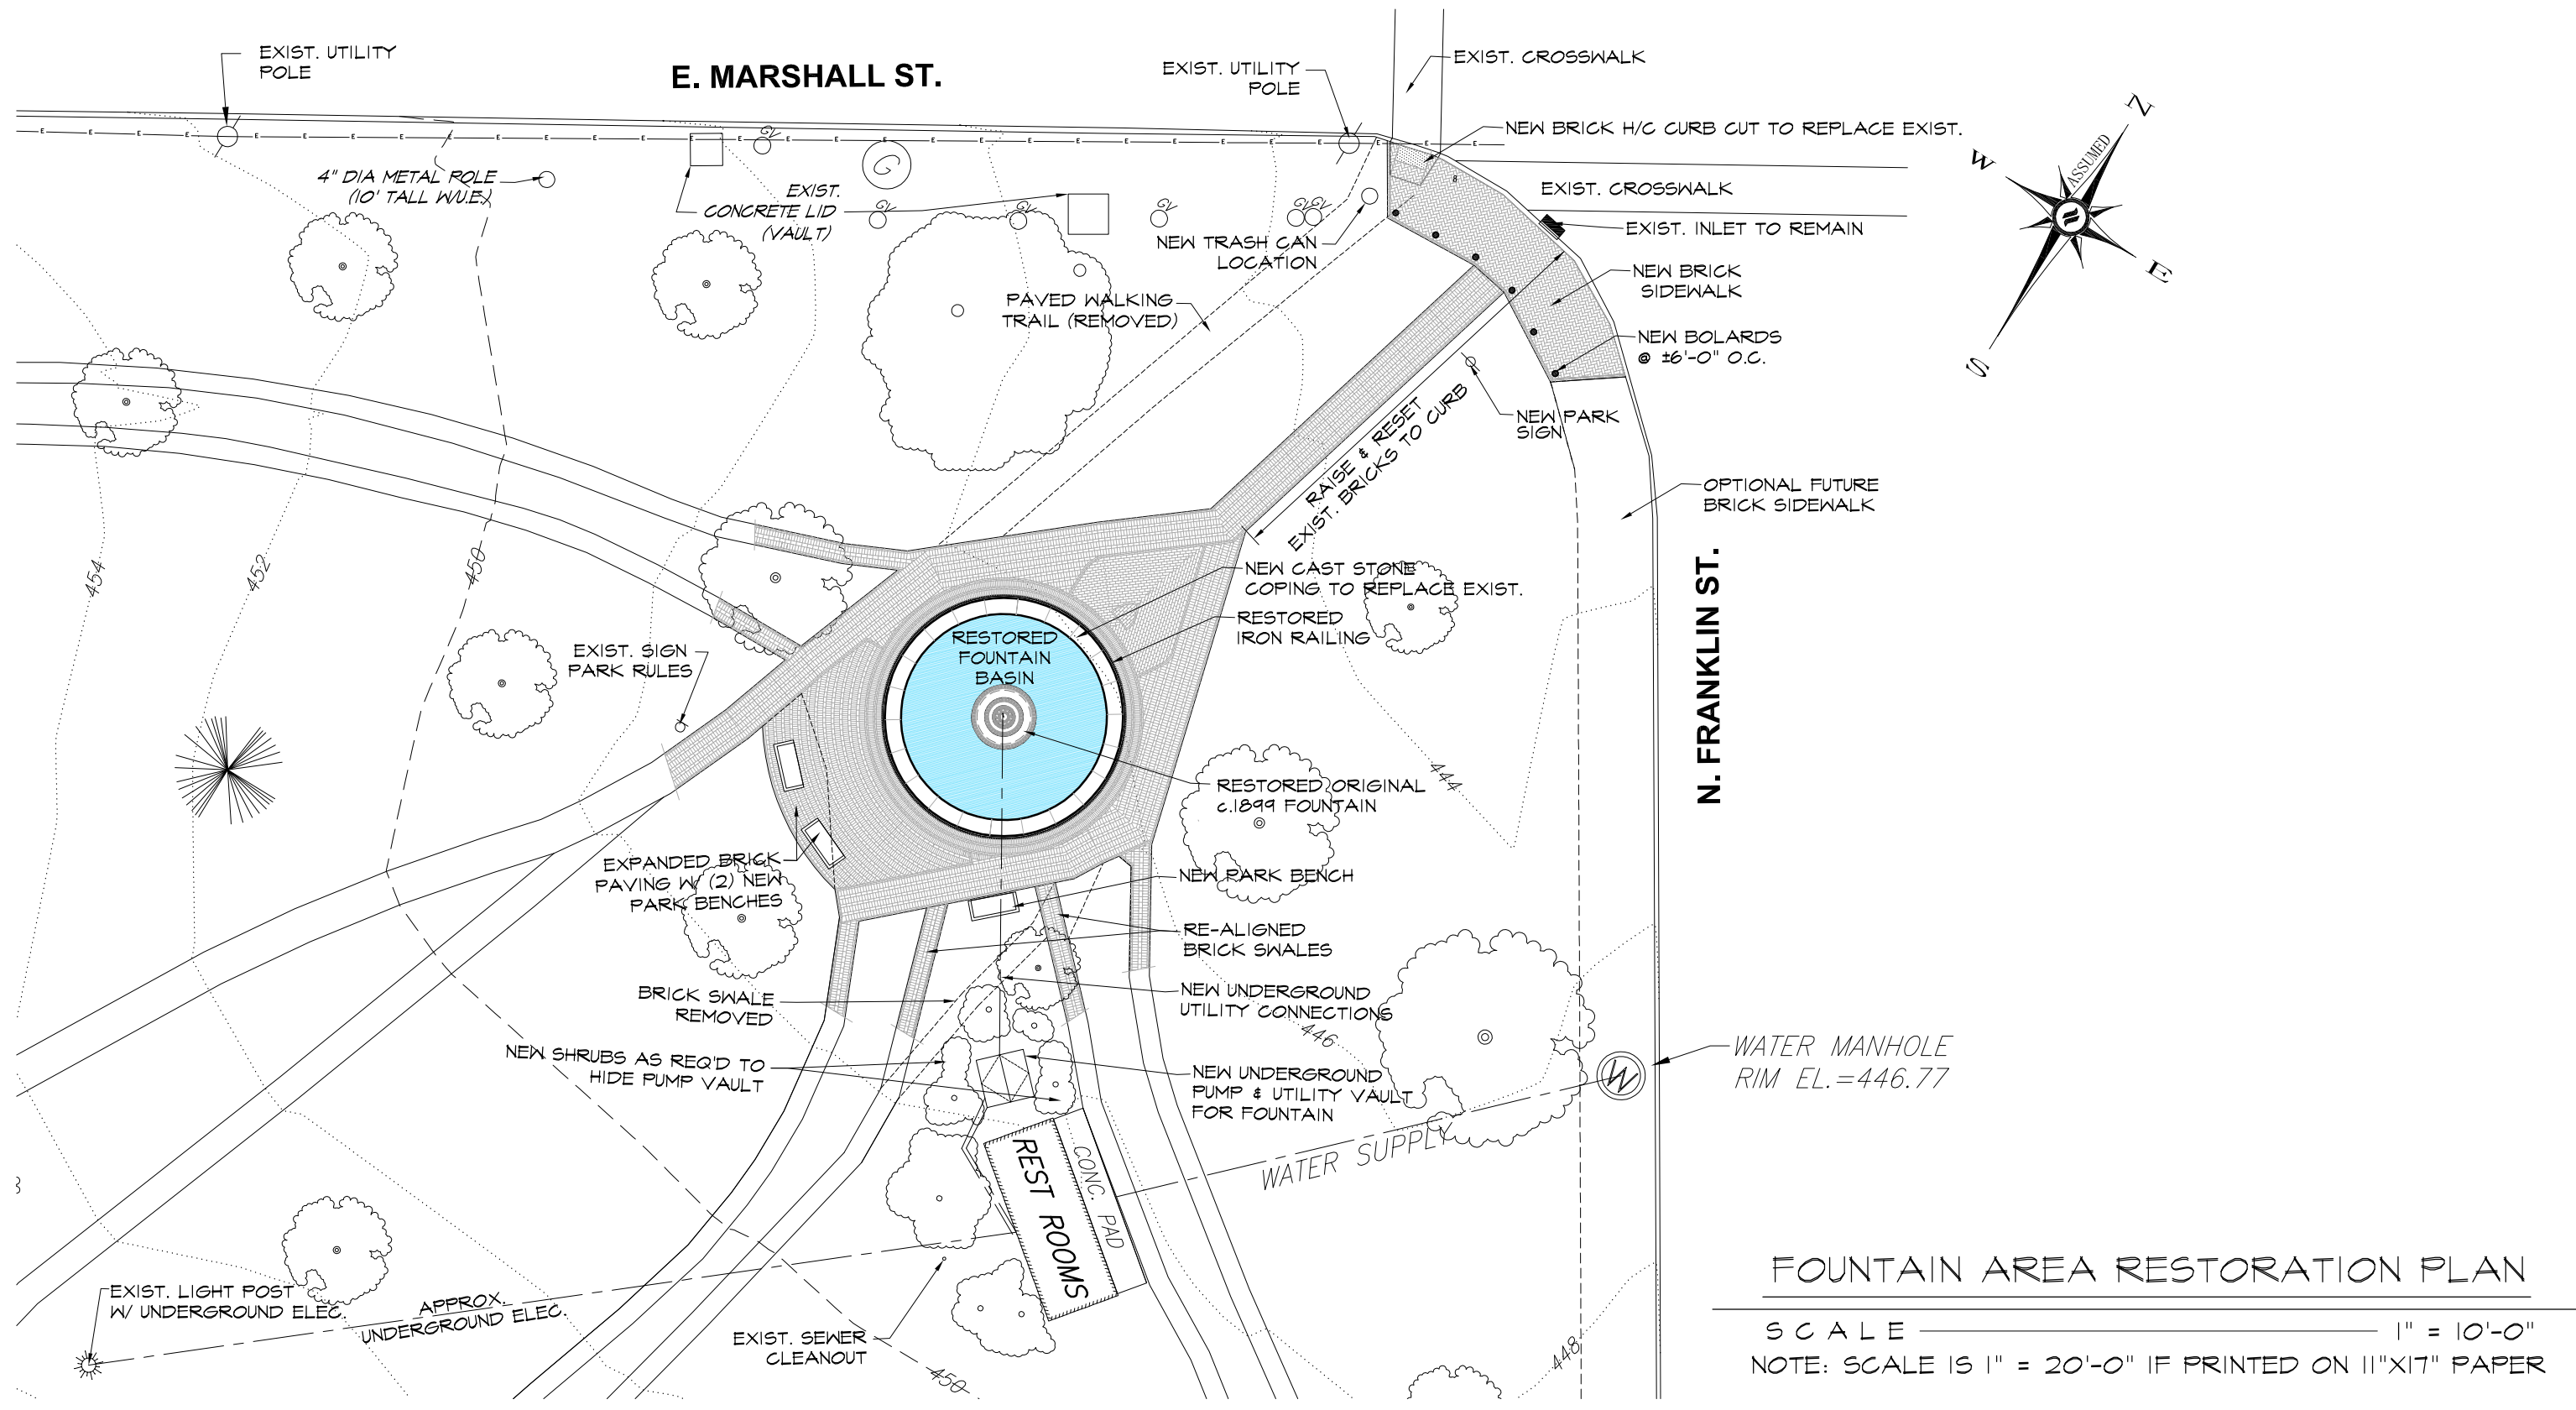 EXIST. UTILITY
POLE
E. MARSHALL ST.
EXIST. UTILITY
POLE
EXIST. CROSSWALK
NEW BRICK H/C CURB CUT TO REPLACE EXIST.
EXIST. CROSSWALK
EXIST. INLET TO REMAIN
NEW BRICK
SIDEWALK
NEW BOLARDS
@ ±6'-0" O.C.
N
W
E
S
ASSUMED
4" DIA METAL POLE
(10' TALL W/U.E.)
EXIST.
CONCRETE LID
(VAULT)
GV
GV
GV
GV
GV
GV
G
E E E E E E E E E E E E E E E E E E E E E E E E E E E E E E
8
NEW TRASH CAN
LOCATION
PAVED WALKING
TRAIL (REMOVED)
RAISE & RESET
EXIST. BRICKS TO CURB
NEW PARK
SIGN
OPTIONAL FUTURE
BRICK SIDEWALK
N. FRANKLIN ST.
454
452
450
NEW CAST STONE
COPING TO REPLACE EXIST.
RESTORED
IRON RAILING
RESTORED
FOUNTAIN
BASIN
EXIST. SIGN
PARK RULES
RESTORED ORIGINAL
c.1899 FOUNTAIN
444
EXPANDED BRICK
PAVING W/ (2) NEW
PARK BENCHES
NEW PARK BENCH
RE-ALIGNED
BRICK SWALES
BRICK SWALE
REMOVED
NEW UNDERGROUND
UTILITY CONNECTIONS
446
NEW SHRUBS AS REQ'D TO
HIDE PUMP VAULT
NEW UNDERGROUND
PUMP & UTILITY VAULT
FOR FOUNTAIN
W
WATER MANHOLE
RIM EL.=446.77
WATER SUPPLY
REST ROOMS
CONC. PAD
EXIST. LIGHT POST
W/ UNDERGROUND ELEC.
APPROX.
UNDERGROUND ELEC.
EXIST. SEWER
CLEANOUT
450
448
FOUNTAIN AREA RESTORATION PLAN
SCALE 1" = 10'-0"
NOTE: SCALE IS 1" = 20'-0" IF PRINTED ON 11"X17" PAPER